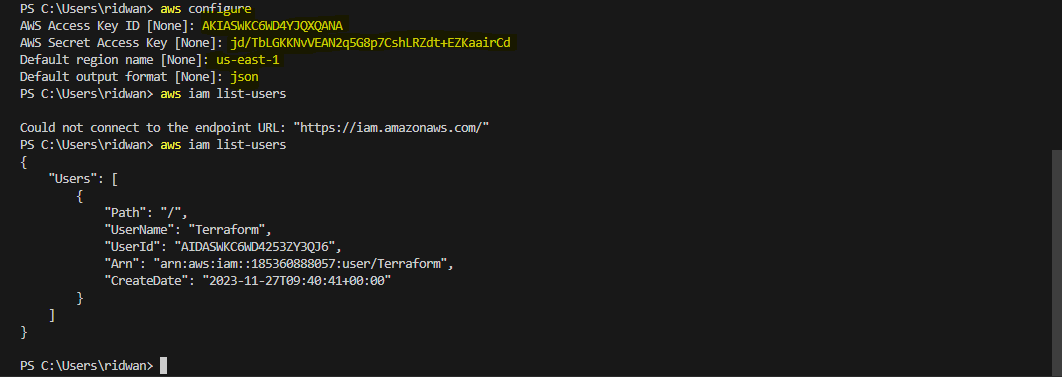 PS C:\Users\ridwan> aws configure
AWS Access Key ID [None]: AKIASWKC6WD4YJQXQANA
AWS Secret Access Key [None]: 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
Default region name [None]: us-east-1
Default output format [None]: json
PS C:\Users\ridwan> aws iam list-users
Could not connect to the endpoint URL: "https://iam.amazonaws.com/"
PS C:\Users\ridwan> aws iam list-users
{
    "Users": [
        {
            "Path": "/",
            "UserName": "Terraform",
            "UserId": "AIDASWKC6WD4253ZY3QJ6",
            "Arn": "arn:aws:iam::185360888057:user/Terraform",
            "CreateDate": "2023-11-27T09:40:41+00:00"
        }
    ]
}
PS C:\Users\ridwan>